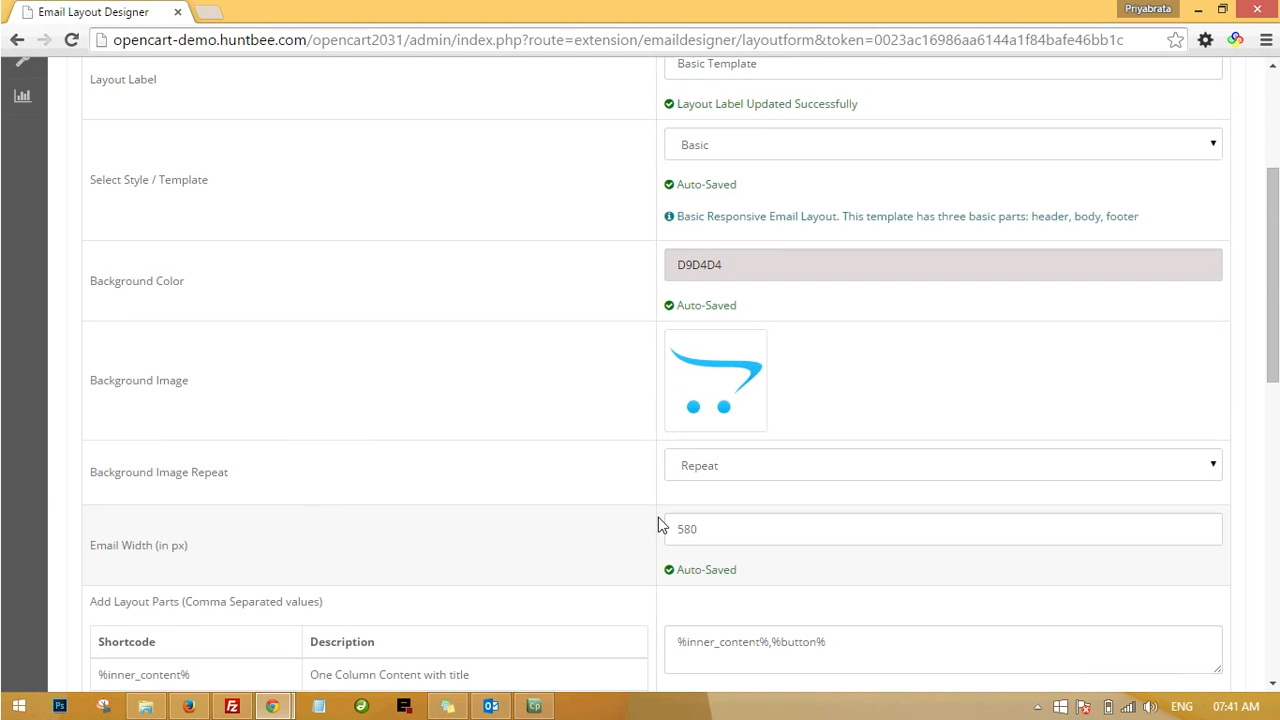 Email Layout Designer
Priyabrata
opencart-demo.huntbee.com/opencart2031/admin/index.php?route=extension/emaildesigner/layoutform&token=0023ac16986aa6144a1f84bafe46bb1c
Layout Label
Basic Template
Layout Label Updated Successfully
Select Style / Template
Basic
Auto-Saved
Basic Responsive Email Layout. This template has three basic parts: header, body, footer
Background Color
D9D4D4
Auto-Saved
Background Image
Background Image Repeat
Repeat
Email Width (in px)
580
Auto-Saved
Add Layout Parts (Comma Separated values)
Shortcode Description
%inner_content%,%button%
%inner_content% One Column Content with title
Ps
Fz
Cp
ENG
07:41 AM